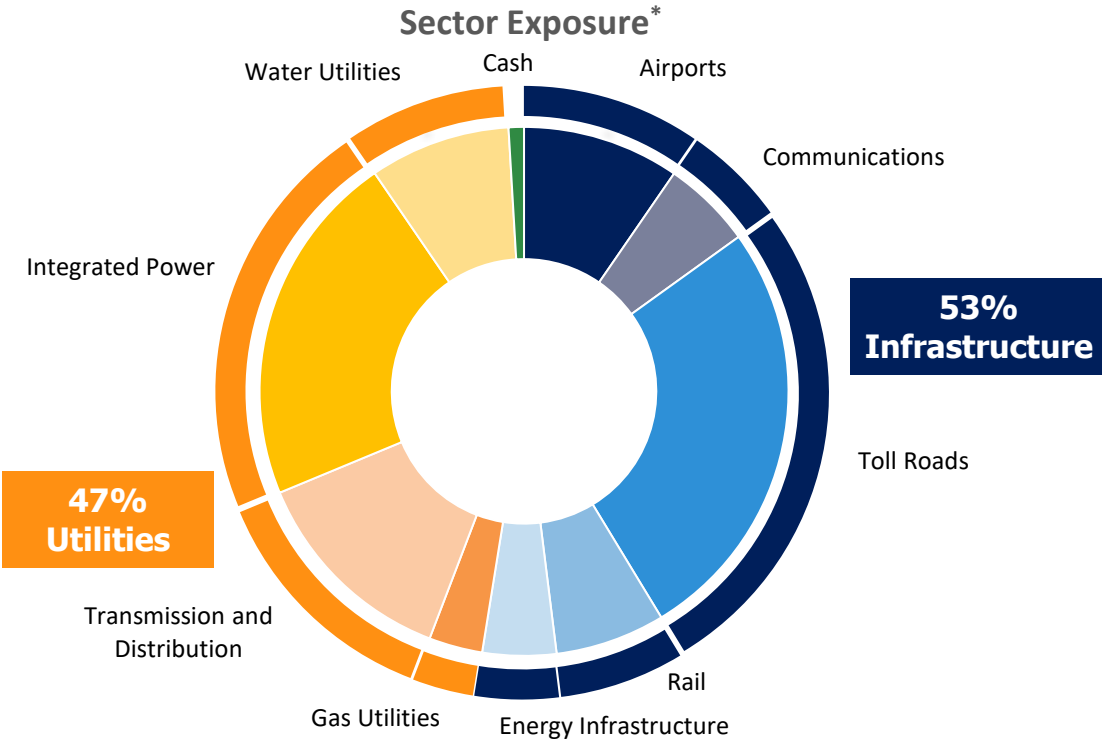 Sector Exposure*
Cash
Airports
Water Utilities
Communications
Integrated Power
53%
Infrastructure
Toll Roads
47%
Utilities
Transmission and
Distribution
Rail
Gas Utilities
Energy Infrastructure